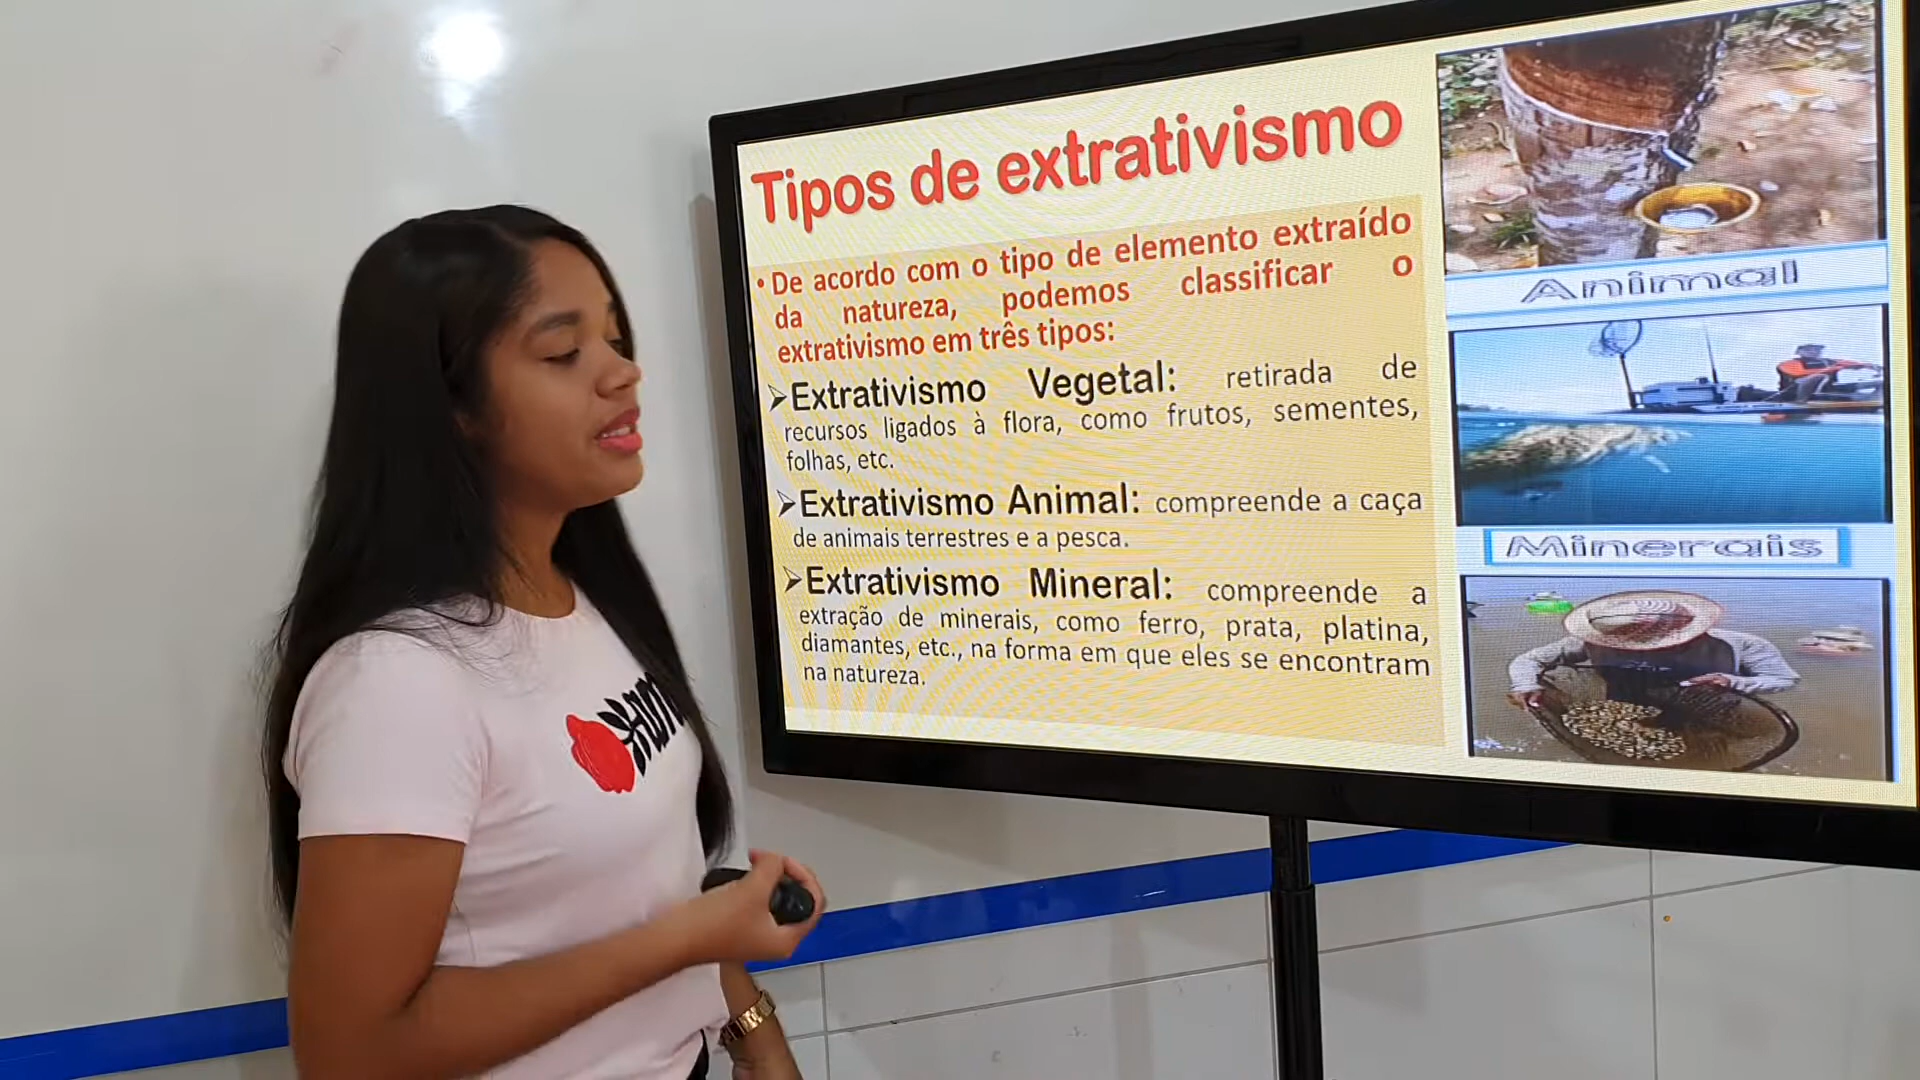 Tipos de extrativismo
• De acordo com o tipo de elemento extraído
da natureza, podemos classificar o
extrativismo em três tipos:
➢Extrativismo Vegetal: retirada de
recursos ligados à flora, como frutos, sementes,
folhas, etc.
➢Extrativismo Animal: compreende a caça
de animais terrestres e a pesca.
➢Extrativismo Mineral: compreende a
extração de minerais, como ferro, prata, platina,
diamantes, etc., na forma em que eles se encontram
na natureza.
Animal
Minerais